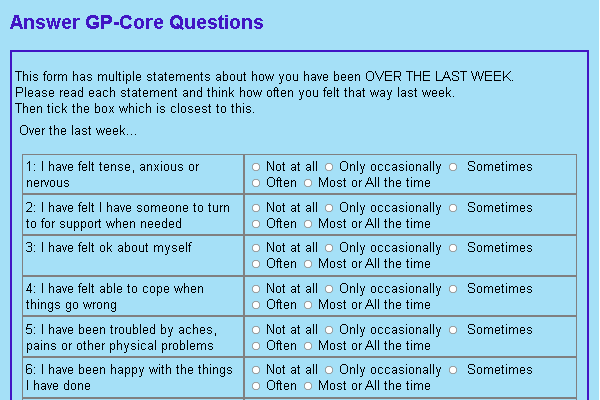 Answer GP-Core Questions
This form has multiple statements about how you have been OVER THE LAST WEEK.
Please read each statement and think how often you felt that way last week.
Then tick the box which is closest to this.
Over the last week...
1: I have felt tense, anxious or
nervous
Not at all Only occasionally Sometimes
Often Most or All the time
2: I have felt I have someone to turn
to for support when needed
Not at all Only occasionally Sometimes
Often Most or All the time
3: I have felt ok about myself
Not at all Only occasionally Sometimes
Often Most or All the time
4: I have felt able to cope when
things go wrong
Not at all Only occasionally Sometimes
Often Most or All the time
5: I have been troubled by aches,
pains or other physical problems
Not at all Only occasionally Sometimes
Often Most or All the time
6: I have been happy with the things
I have done
Not at all Only occasionally Sometimes
Often Most or All the time